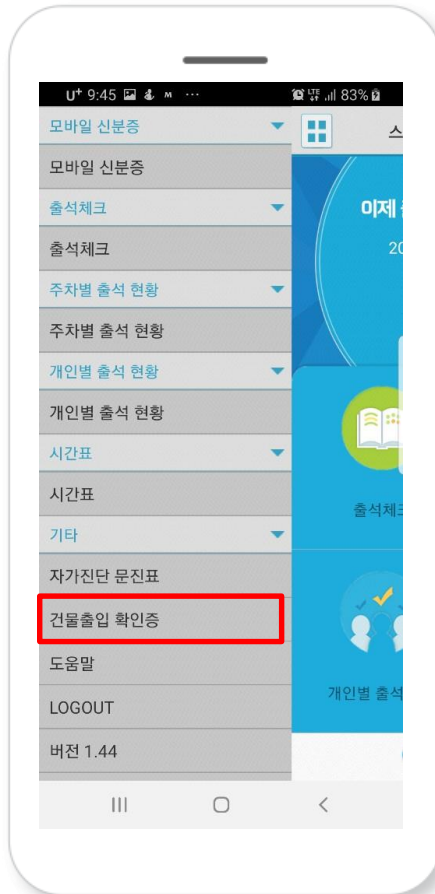 U+ 9:45 M ... LTE 83%
모바일 신분증
스
모바일 신분증
출석체크
이제
출석체크
20
주차별 출석 현황
주차별 출석 현황
개인별 출석 현황
개인별 출석 현황
시간표
시간표
출석체크
기타
자가진단 문진표
건물출입 확인증
도움말
개인별 출석
LOGOUT
버전 1.44